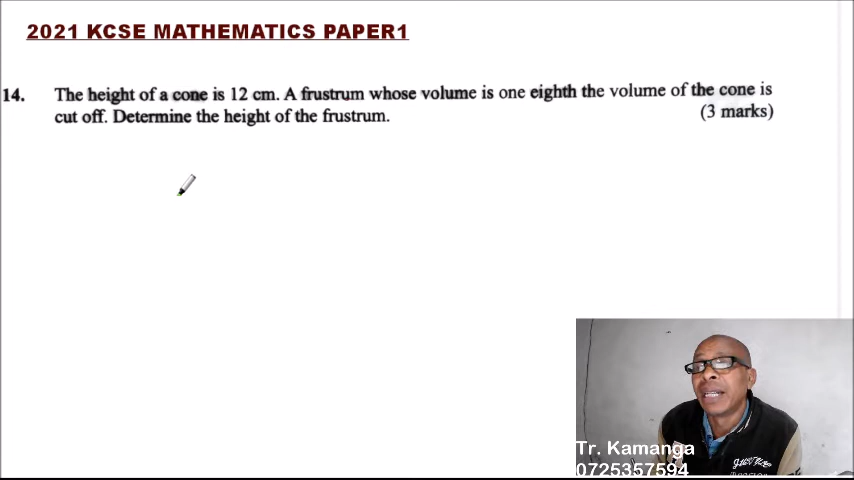 2021 KCSE MATHEMATICS PAPER1
14. The height of a cone is 12 cm. A frustrum whose volume is one eighth the volume of the cone is
cut off. Determine the height of the frustrum. (3 marks)
Tr. Kamanga
0725357594